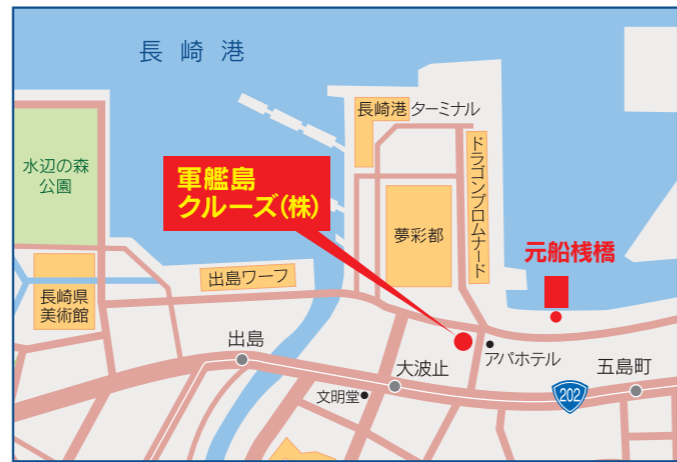 長崎港
長崎港ターミナル
水辺の森
公園
軍艦島
クルーズ(株)
ドラゴンプロムナード
夢彩都
元船桟橋
出島ワーフ
長崎県
美術館
出島
アパホテル
大波止
五島町
文明堂
202